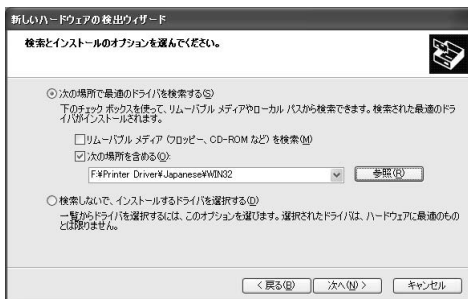 新しいハードウェアの検出ウィザード
検索とインストールのオプションを選んでください。
次の場所で最適のドライバを検索する(S)
下のチェック ボックスを使って、リムーバブル メディアやローカル パスから検索できます。検索された最適のドラ
イバがインストールされます。
リムーバブル メディア (フロッピー、CD-ROM など) を検索(M)
次の場所を含める(O):
F:¥Printer Driver¥Japanese¥WIN32
参照(R)
検索しないで、インストールするドライバを選択する(D)
一覧からドライバを選択するには、このオプションを選びます。選択されたドライバは、ハードウェアに最適のもの
とは限りません。
< 戻る(B) 次へ(N) > キャンセル